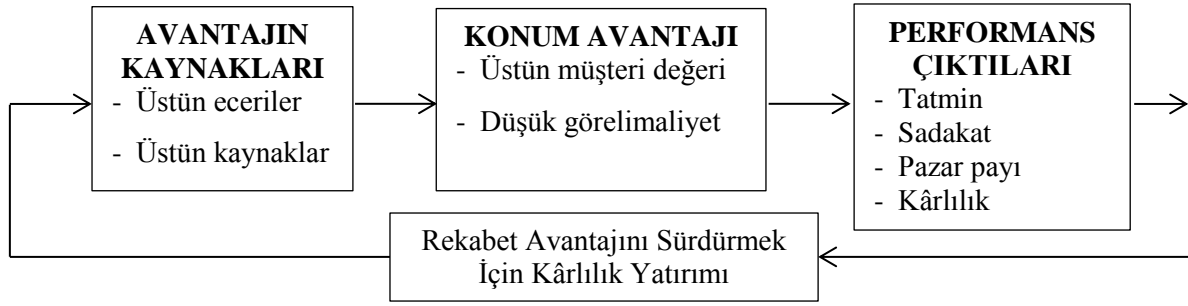 AVANTAJIN
KAYNAKLARI
- Üstün eceriler
- Üstün kaynaklar
KONUM AVANTAJI
- Üstün müşteri değeri
- Düşük görelimaliyet
PERFORMANS
ÇIKTILARI
- Tatmin
- Sadakat
- Pazar payı
- Kârlılık
Rekabet Avantajını Sürdürmek
İçin Kârlılık Yatırımı